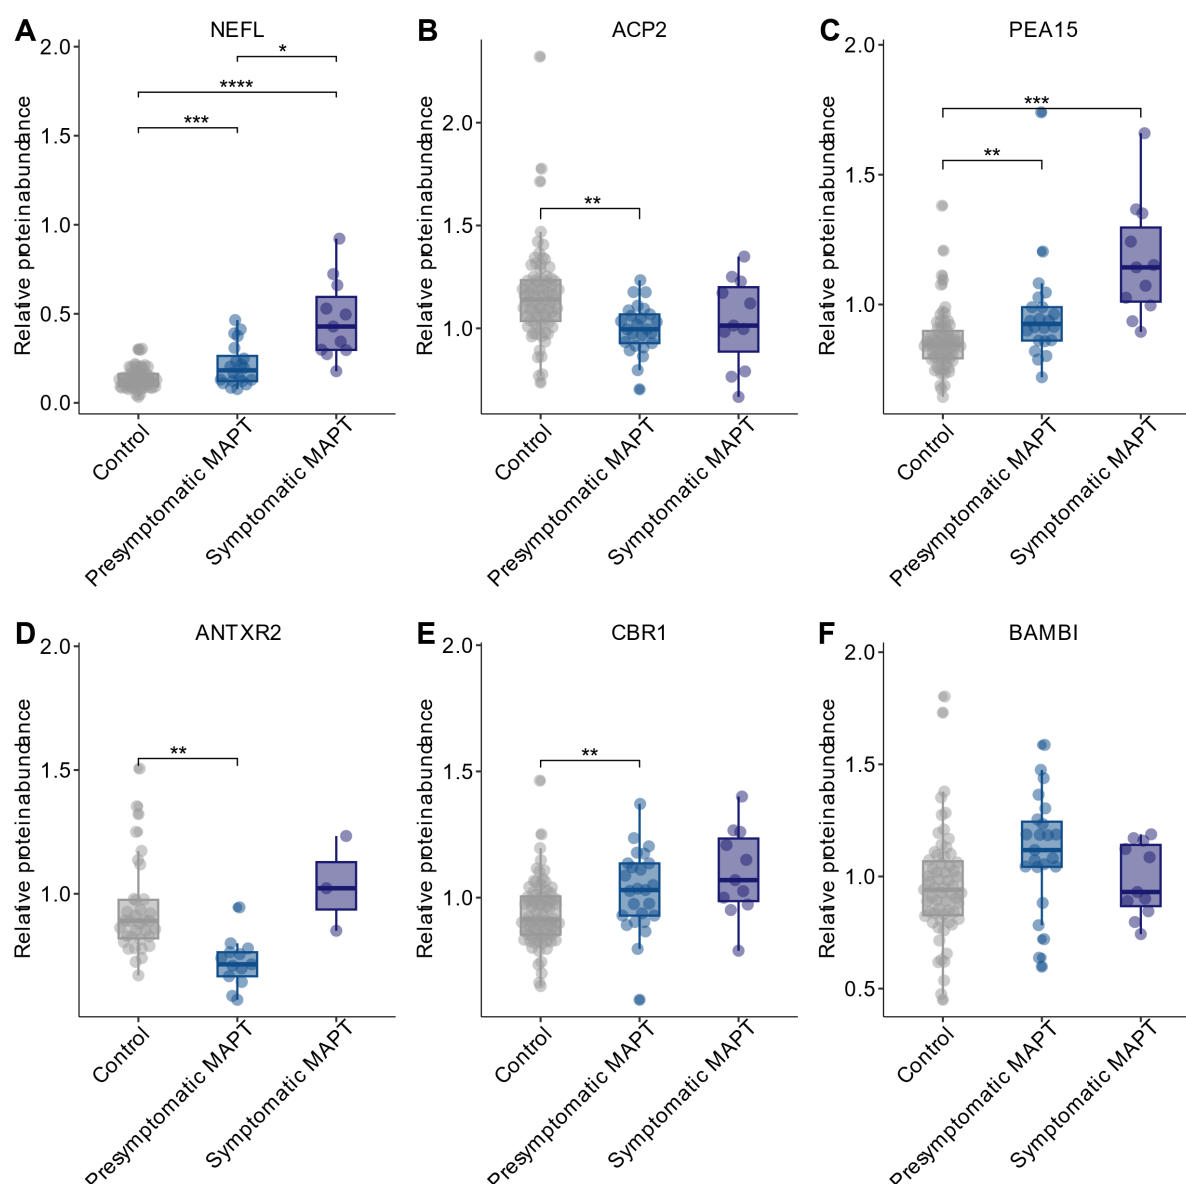 A NEFL
Relative protein abundance
2.0
1.5
1.0
0.5
0.0
*
****
***
Control
Presymptomatic MAPT
Symptomatic MAPT
B ACP2
Relative protein abundance
2.0
1.5
1.0
**
Control
Presymptomatic MAPT
Symptomatic MAPT
C PEA15
Relative protein abundance
2.0
1.5
1.0
***
**
Control
Presymptomatic MAPT
Symptomatic MAPT
D ANTXR2
Relative protein abundance
2.0
1.5
1.0
**
Control
Presymptomatic MAPT
Symptomatic MAPT
E CBR1
Relative protein abundance
2.0
1.5
1.0
**
Control
Presymptomatic MAPT
Symptomatic MAPT
F BAMBI
Relative protein abundance
2.0
1.5
1.0
0.5
Control
Presymptomatic MAPT
Symptomatic MAPT